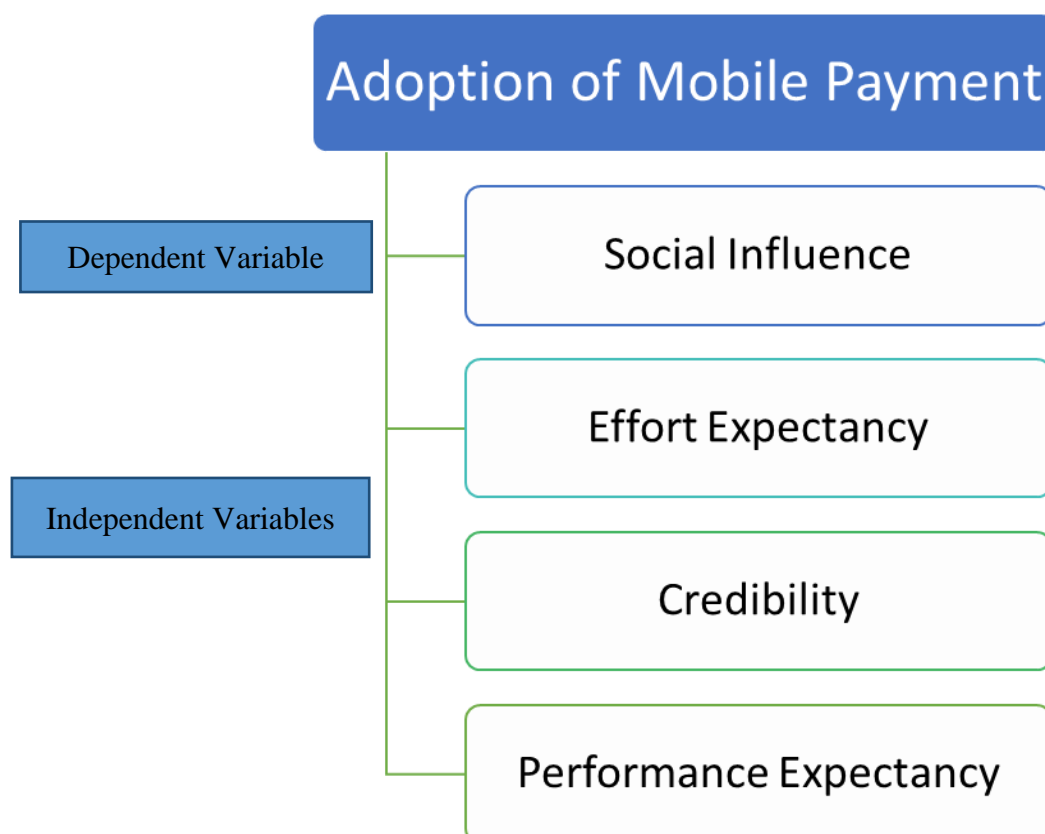 Adoption of Mobile Payment
Dependent Variable
Social Influence
Effort Expectancy
Independent Variables
Credibility
Performance Expectancy